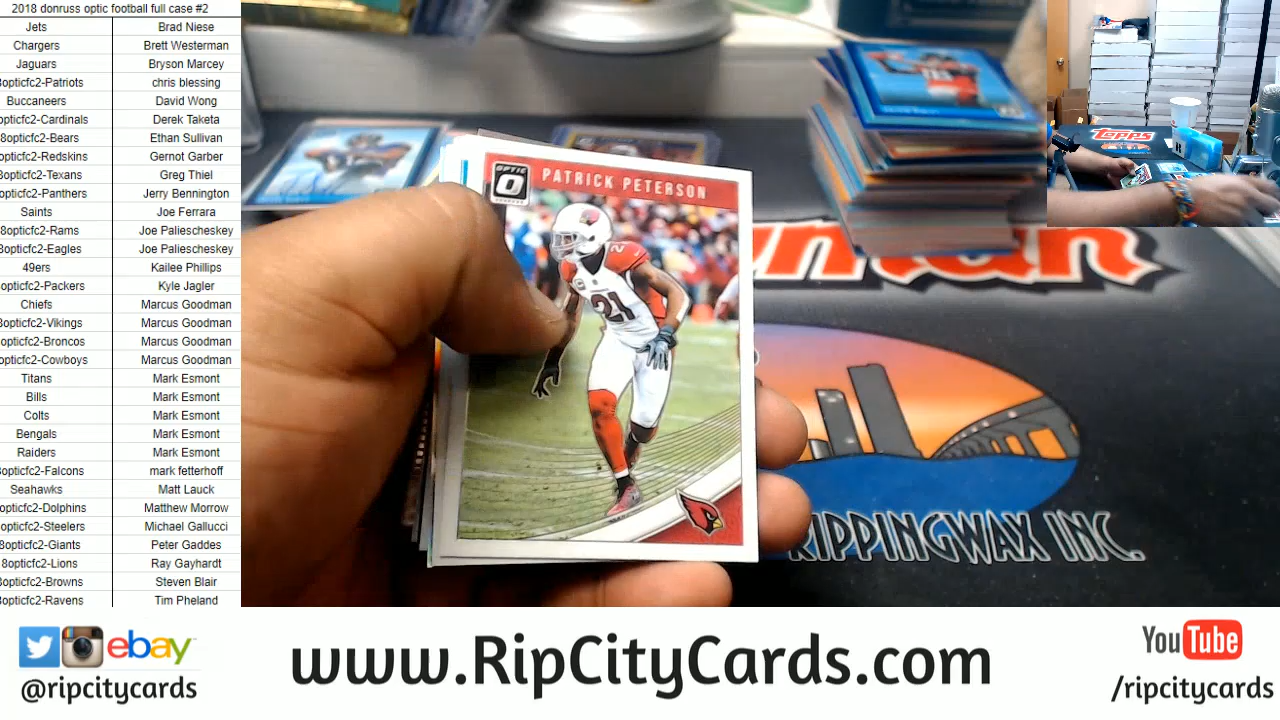 2018 donruss optic football full case #2
Jets Brad Niese
Chargers Brett Westerman
Jaguars Bryson Marcey
8opticfc2-Patriots chris blessing
Buccaneers David Wong
opticfc2-Cardinals Derek Taketa
8opticfc2-Bears Ethan Sullivan
opticfc2-Redskins Gernot Garber
8opticfc2-Texans Greg Thiel
opticfc2-Panthers Jerry Bennington
Saints Joe Ferrara
8opticfc2-Rams Joe Paliescheskey
8opticfc2-Eagles Joe Paliescheskey
49ers Kailee Phillips
opticfc2-Packers Kyle Jagler
Chiefs Marcus Goodman
8opticfc2-Vikings Marcus Goodman
opticfc2-Broncos Marcus Goodman
opticfc2-Cowboys Marcus Goodman
Titans Mark Esmont
Bills Mark Esmont
Colts Mark Esmont
Bengals Mark Esmont
Raiders Mark Esmont
8opticfc2-Falcons mark fetterhoff
Seahawks Matt Lauck
opticfc2-Dolphins Matthew Morrow
opticfc2-Steelers Michael Gallucci
8opticfc2-Giants Peter Gaddes
8opticfc2-Lions Ray Gayhardt
opticfc2-Browns Steven Blair
8opticfc2-Ravens Tim Pheland
OPTIC
PATRICK PETERSON
21
Topps
RIPPINGWAX INC.
ebay
@ripcitycards
www.RipCityCards.com
YouTube
/ripcitycards